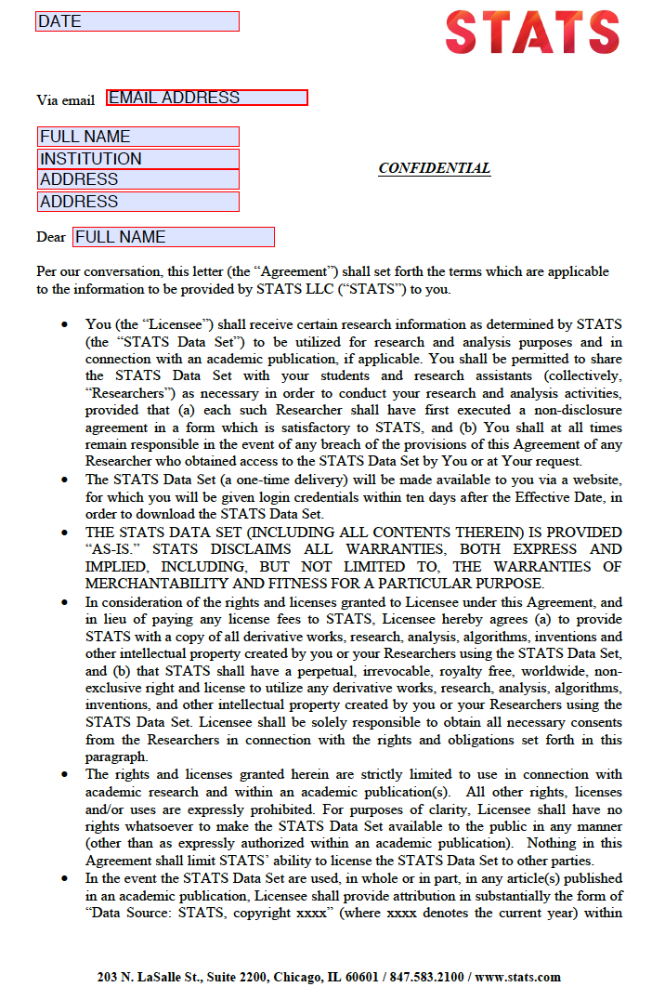 DATE
STATS
Via email EMAIL ADDRESS
FULL NAME
INSTITUTION
ADDRESS
CONFIDENTIAL
ADDRESS
Dear FULL NAME
Per our conversation, this letter (the “Agreement”) shall set forth the terms which are applicable
to the information to be provided by STATS LLC (“STATS”) to you.
• You (the “Licensee”) shall receive certain research information as determined by STATS
(the “STATS Data Set”) to be utilized for research and analysis purposes and in
connection with an academic publication, if applicable. You shall be permitted to share
the STATS Data Set with your students and research assistants (collectively,
“Researchers”) as necessary in order to conduct your research and analysis activities,
provided that (a) each such Researcher shall have first executed a non-disclosure
agreement in a form which is satisfactory to STATS, and (b) You shall at all times
remain responsible in the event of any breach of the provisions of this Agreement of any
Researcher who obtained access to the STATS Data Set by You or at Your request.
• The STATS Data Set (a one-time delivery) will be made available to you via a website,
for which you will be given login credentials within ten days after the Effective Date, in
order to download the STATS Data Set.
• THE STATS DATA SET (INCLUDING ALL CONTENTS THEREIN) IS PROVIDED
“AS-IS.” STATS DISCLAIMS ALL WARRANTIES, BOTH EXPRESS AND
IMPLIED, INCLUDING, BUT NOT LIMITED TO, THE WARRANTIES OF
MERCHANTABILITY AND FITNESS FOR A PARTICULAR PURPOSE.
• In consideration of the rights and licenses granted to Licensee under this Agreement, and
in lieu of paying any license fees to STATS, Licensee hereby agrees (a) to provide
STATS with a copy of all derivative works, research, analysis, algorithms, inventions and
other intellectual property created by you or your Researchers using the STATS Data Set,
and (b) that STATS shall have a perpetual, irrevocable, royalty free, worldwide, non-
exclusive right and license to utilize any derivative works, research, analysis, algorithms,
inventions, and other intellectual property created by you or your Researchers using the
STATS Data Set. Licensee shall be solely responsible to obtain all necessary consents
from the Researchers in connection with the rights and obligations set forth in this
paragraph.
• The rights and licenses granted herein are strictly limited to use in connection with
academic research and within an academic publication(s). All other rights, licenses
and/or uses are expressly prohibited. For purposes of clarity, Licensee shall have no
rights whatsoever to make the STATS Data Set available to the public in any manner
(other than as expressly authorized within an academic publication). Nothing in this
Agreement shall limit STATS’ ability to license the STATS Data Set to other parties.
• In the event the STATS Data Set are used, in whole or in part, in any article(s) published
in an academic publication, Licensee shall provide attribution in substantially the form of
“Data Source: STATS, copyright xxxx” (where xxxx denotes the current year) within
203 N. LaSalle St., Suite 2200, Chicago, IL 60601 / 847.583.2100 / www.stats.com